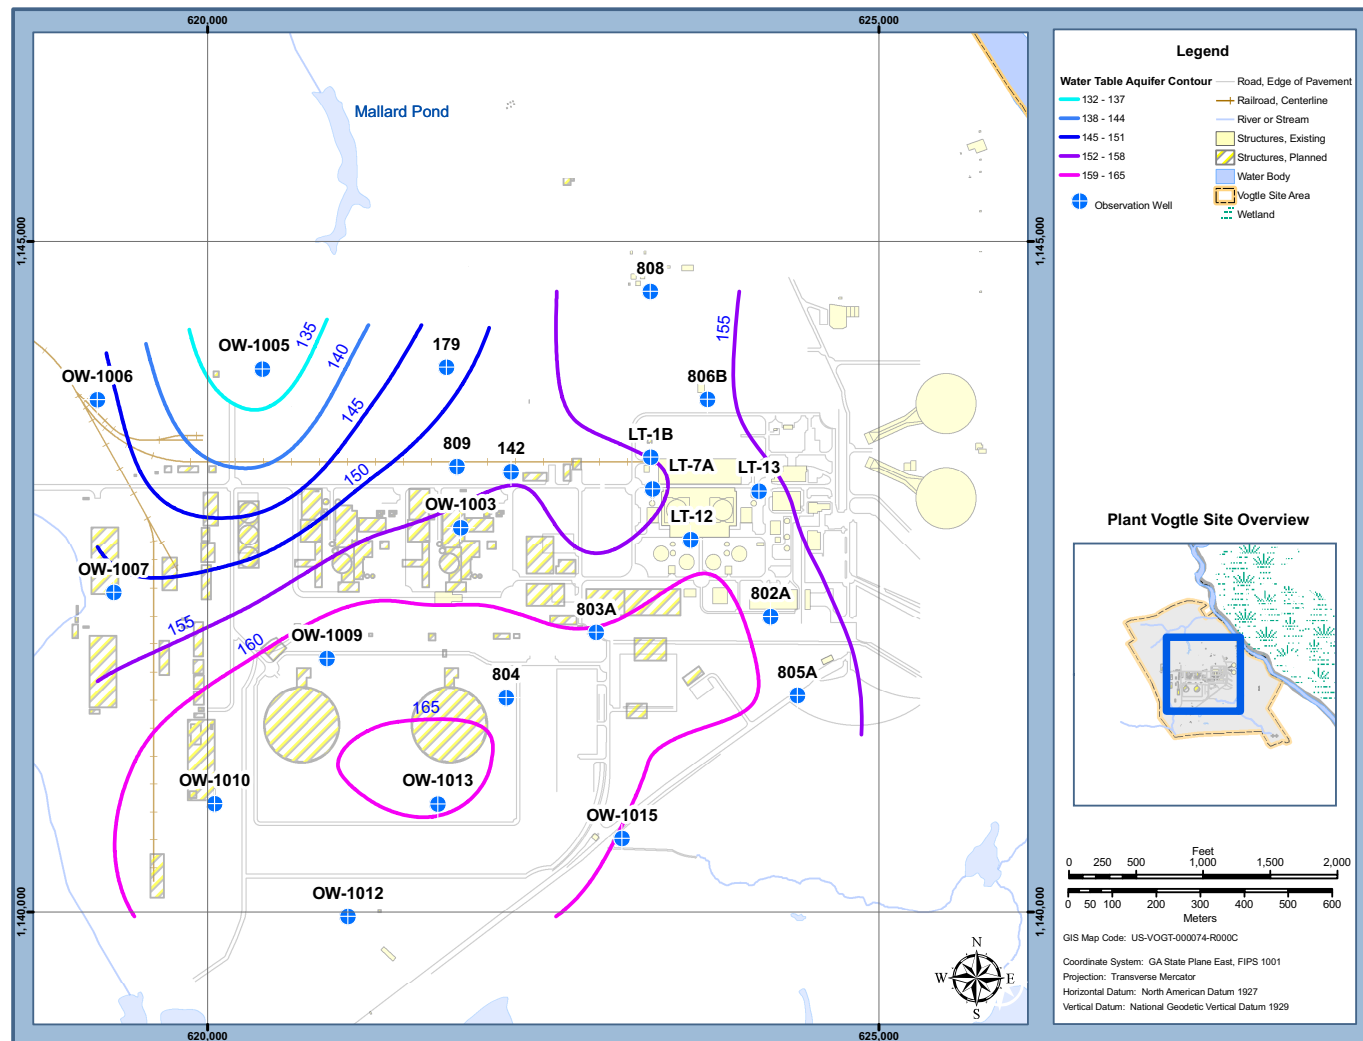 620,000
625,000
1,145,000
1,145,000
Mallard Pond
808
155
135
140
OW-1005
179
OW-1006
806B
145
LT-1B
809
142
LT-7A
LT-13
150
OW-1003
LT-12
OW-1007
802A
803A
155
160
OW-1009
804
805A
165
OW-1010
OW-1013
OW-1015
OW-1012
1,140,000
1,140,000
N
W
E
S
620,000
625,000
Legend
Water Table Aquifer Contour
132 - 137
138 - 144
145 - 151
152 - 158
159 - 165
Observation Well
Road, Edge of Pavement
Railroad, Centerline
River or Stream
Structures, Existing
Structures, Planned
Water Body
Vogtle Site Area
Wetland
Plant Vogtle Site Overview
Feet
0 250 500 1,000 1,500 2,000
0 50 100 200 300 400 500 600
Meters
GIS Map Code: US-VOGT-000074-R000C
Coordinate System: GA State Plane East, FIPS 1001
Projection: Transverse Mercator
Horizontal Datum: North American Datum 1927
Vertical Datum: National Geodetic Vertical Datum 1929